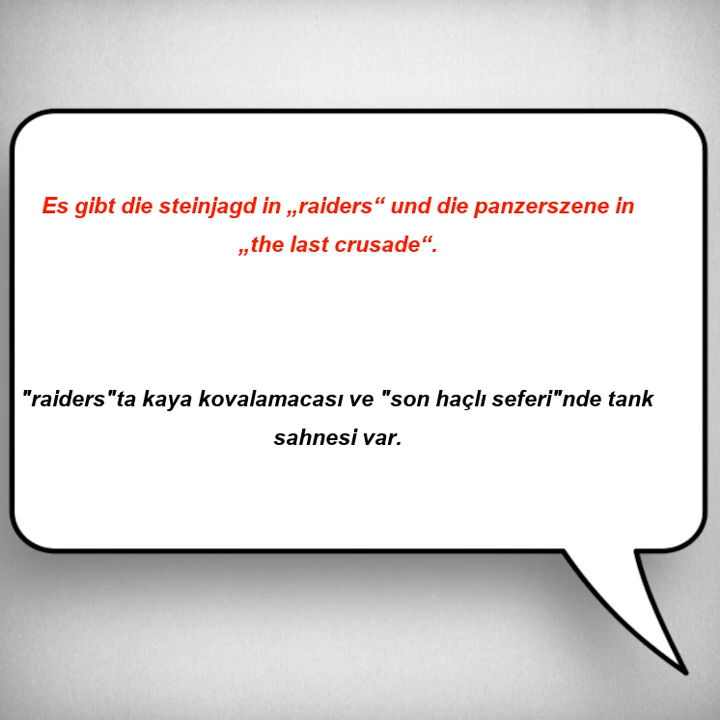 Es gibt die steinjagd in „raiders“ und die panzerszene in
„the last crusade“.
"raiders"ta kaya kovalamacası ve "son haçlı seferi"nde tank
sahnesi var.